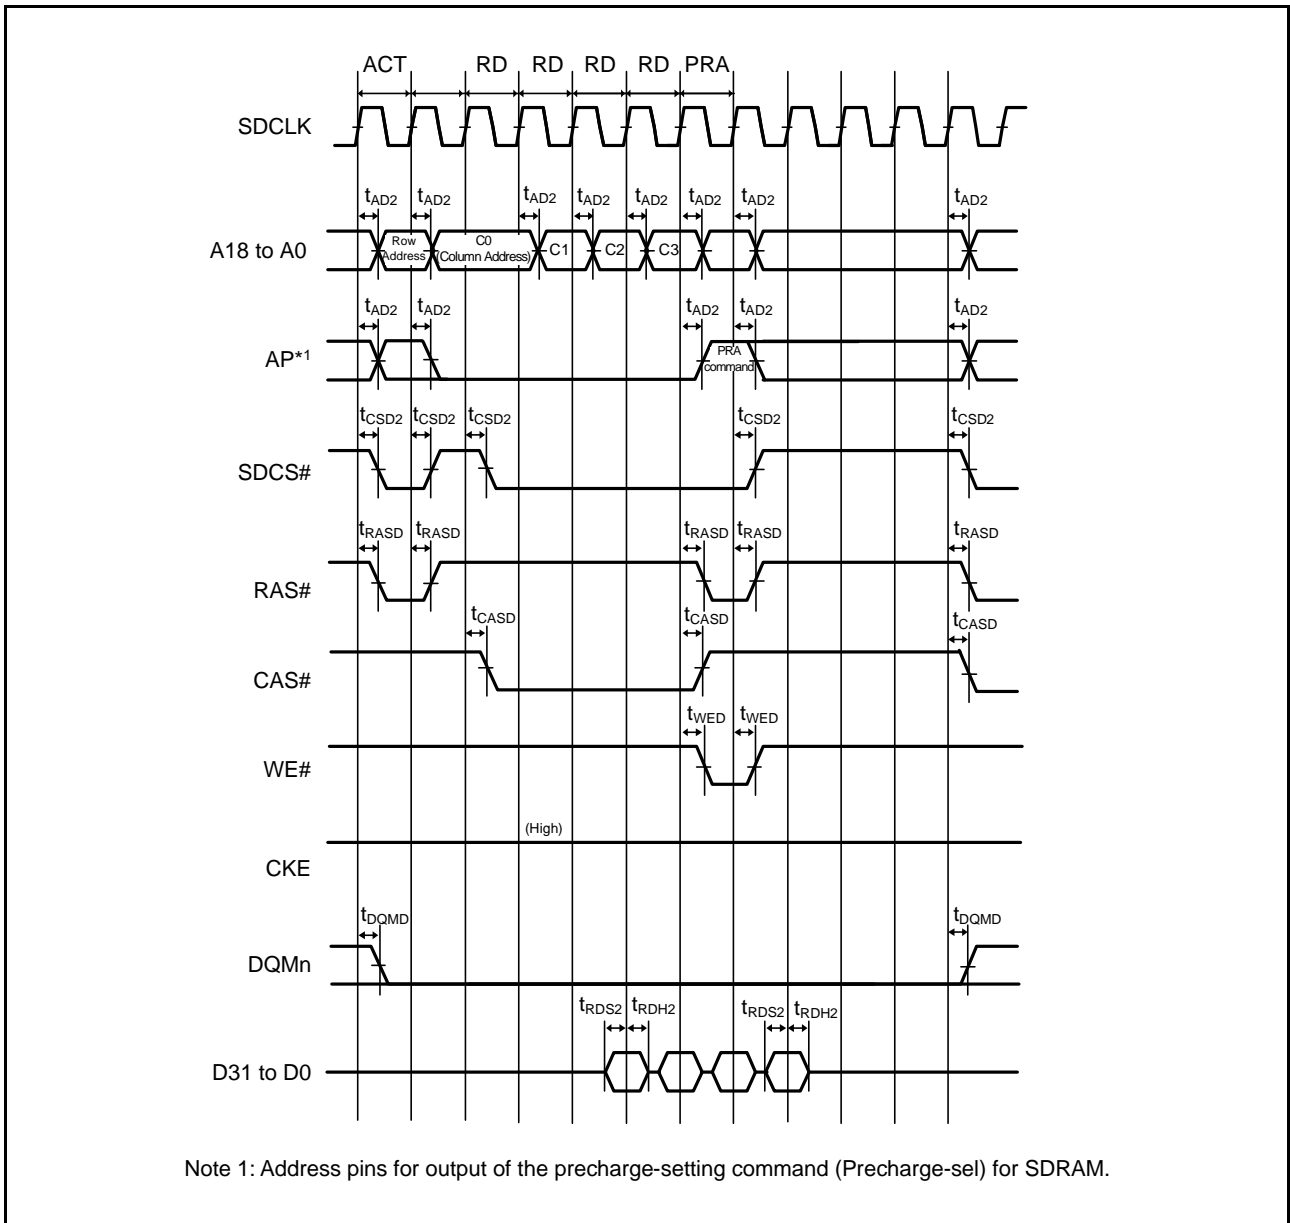 ACT RD RD RD RD PRA
SDCLK
tAD2 tAD2 tAD2 tAD2 tAD2 tAD2 tAD2 tAD2
A18 to A0
Row
Address
C0
(Column Address)
C1
C2
C3
tAD2 tAD2 tAD2 tAD2 tAD2
AP*1
PRA
command
tCSD2 tCSD2 tCSD2 tCSD2 tCSD2
SDCS#
tRASD tRASD tRASD tRASD tRASD
RAS#
tCASD tCASD tCASD
CAS#
tWED tWED
WE#
(High)
CKE
tDQMD tDQMD
DQMn
tRDS2 tRDH2 tRDS2 tRDH2
D31 to D0
Note 1: Address pins for output of the precharge-setting command (Precharge-sel) for SDRAM.